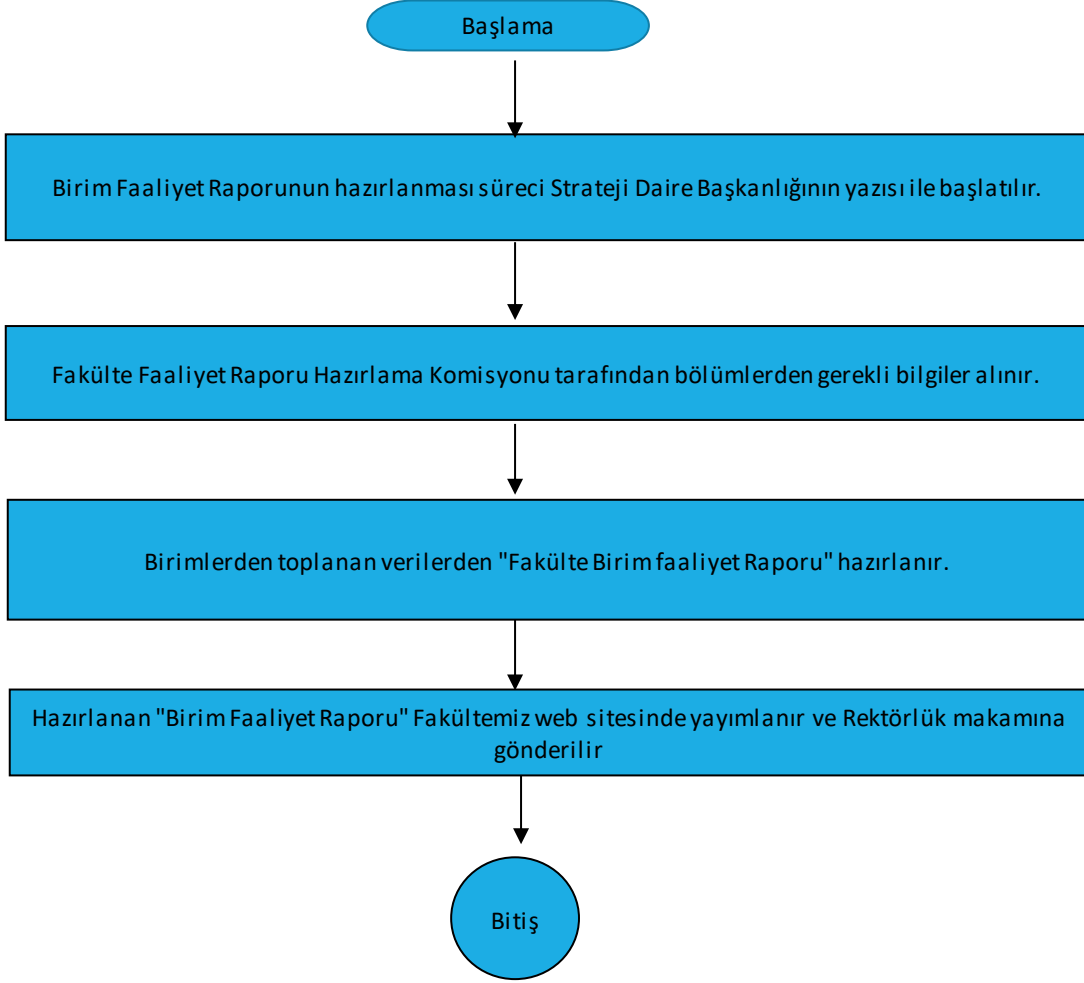 Başlama
Birim Faaliyet Raporunun hazırlanması süreci Strateji Daire Başkanlığının yazısı ile başlatılır.
Fakülte Faaliyet Raporu Hazırlama Komisyonu tarafından bölümlerden gerekli bilgiler alınır.
Birimlerden toplanan verilerden "Fakülte Birim faaliyet Raporu" hazırlanır.
Hazırlanan "Birim Faaliyet Raporu" Fakültemiz web sitesinde yayımlanır ve Rektörlük makamına
gönderilir
Bitiş